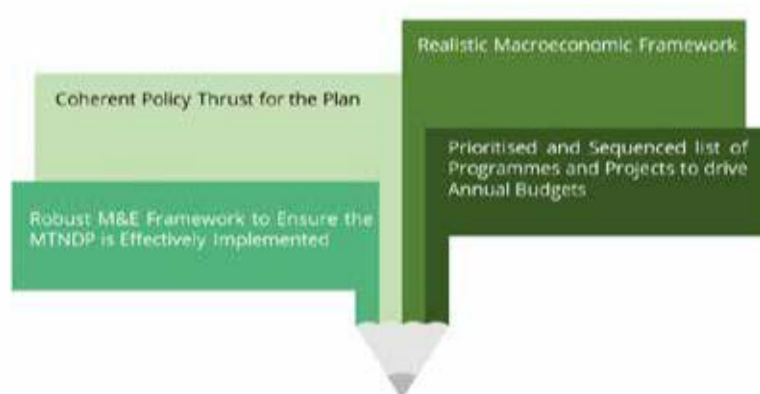 Realistic Macroeconomic Framework
Coherent Policy Thrust for the Plan
Prioritised and Sequenced list of
Programmes and Projects to drive
Annual Budgets
Robust M&E Framework to Ensure the
MTNDP is Effectively Implemented